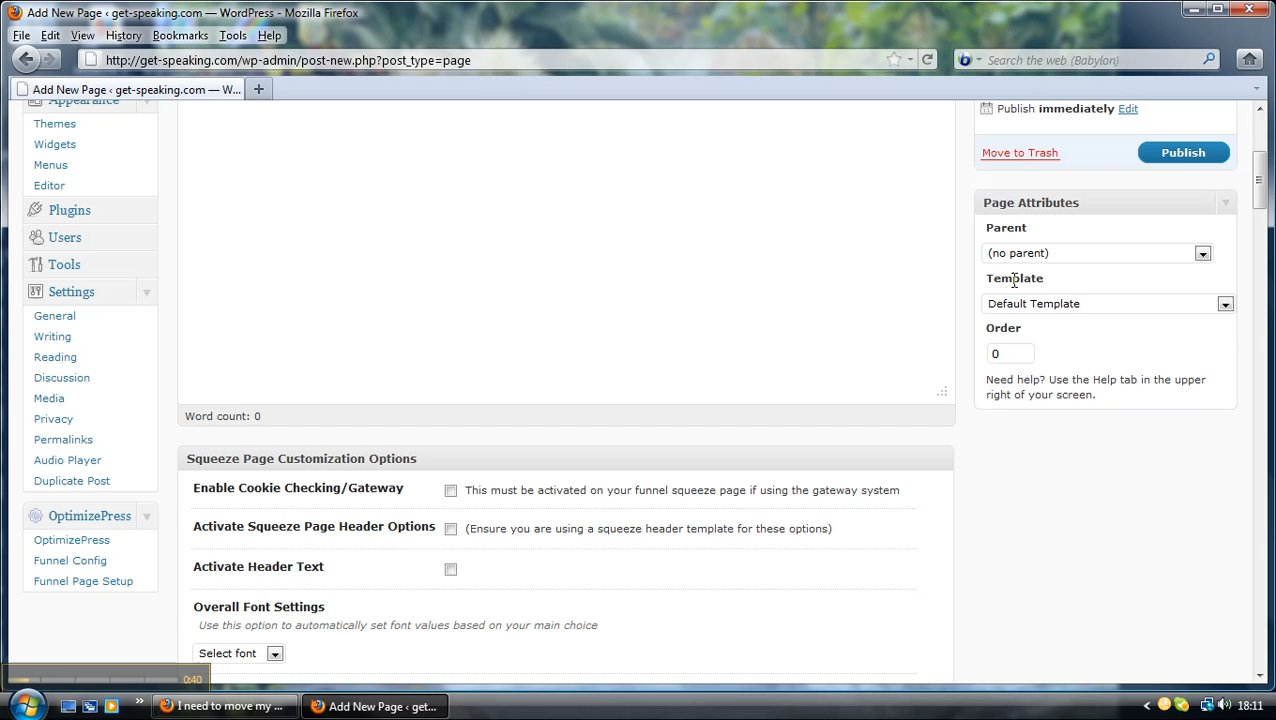 Add New Page ‹ get-speaking.com — WordPress - Mozilla Firefox
File Edit View History Bookmarks Tools Help
http://get-speaking.com/wp-admin/post-new.php?post_type=page
Search the web (Babylon)
Add New Page ‹ get-speaking.com — W...
Appearance
Themes
Widgets
Menus
Editor
Plugins
Users
Tools
Settings
General
Writing
Reading
Discussion
Media
Privacy
Permalinks
Audio Player
Duplicate Post
OptimizePress
OptimizePress
Funnel Config
Funnel Page Setup
Word count: 0
Squeeze Page Customization Options
Enable Cookie Checking/Gateway This must be activated on your funnel squeeze page if using the gateway system
Activate Squeeze Page Header Options (Ensure you are using a squeeze header template for these options)
Activate Header Text
Overall Font Settings
Use this option to automatically set font values based on your main choice
Select font
Publish immediately Edit
Move to Trash Publish
Page Attributes
Parent
(no parent)
Template
Default Template
Order
0
Need help? Use the Help tab in the upper
right of your screen.
0:40
I need to move my ... Add New Page ‹ get... 18:11